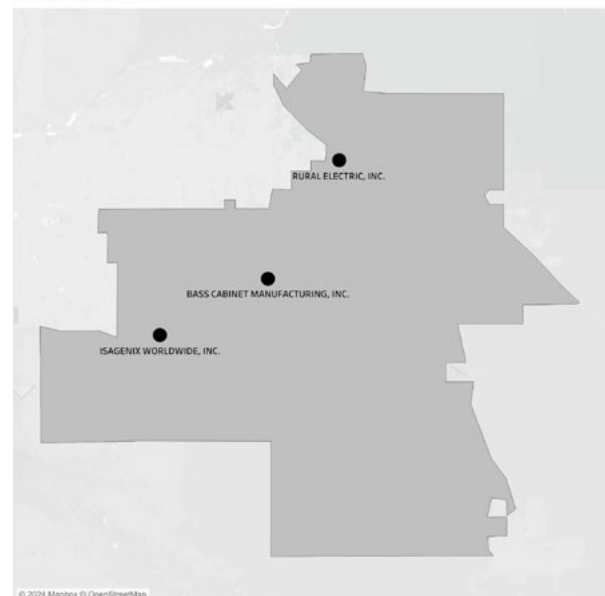 RURAL ELECTRIC, INC.
BASS CABINET MANUFACTURING, INC.
ISAGENIX WORLDWIDE, INC.
© 2024 Mapbox © OpenStreetMap